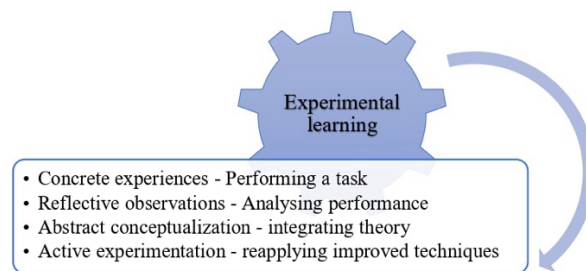 Experimental
learning
• Concrete experiences - Performing a task
• Reflective observations - Analysing performance
• Abstract conceptualization - integrating theory
• Active experimentation - reapplying improved techniques